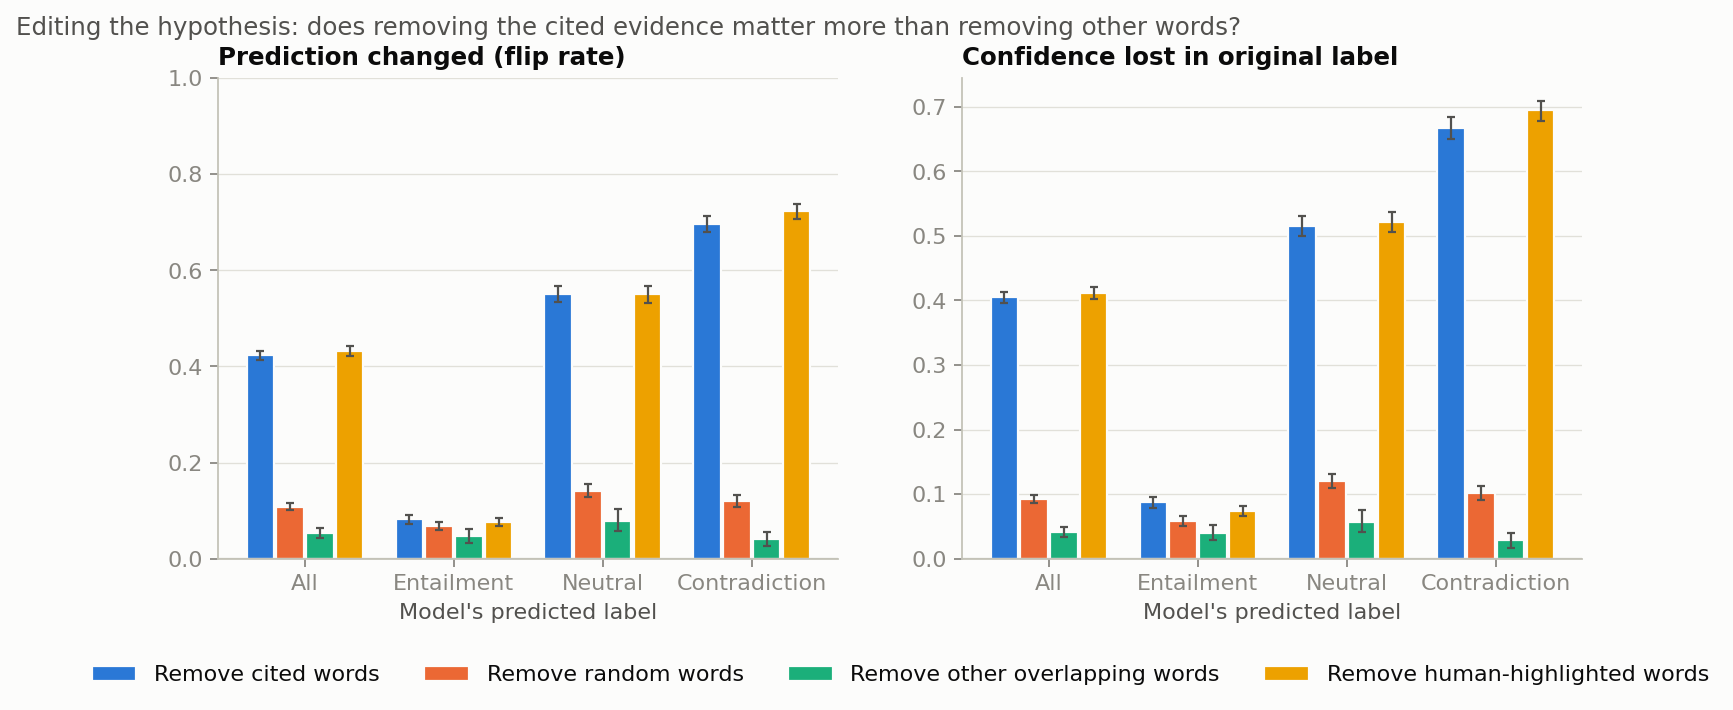 Editing the hypothesis: does removing the cited evidence matter more than removing other words?
Prediction changed (flip rate)
1.0
0.8
0.6
0.4
0.2
0.0
All Entailment Neutral Contradiction
Model's predicted label
Confidence lost in original label
0.7
0.6
0.5
0.4
0.3
0.2
0.1
0.0
All Entailment Neutral Contradiction
Model's predicted label
Remove cited words Remove random words Remove other overlapping words Remove human-highlighted words